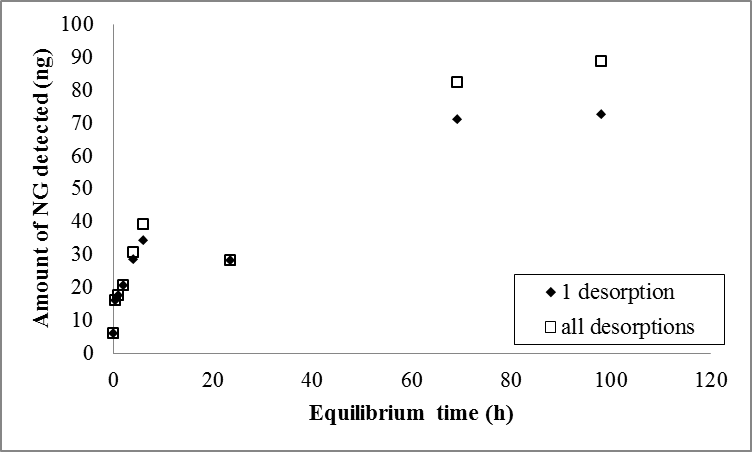 100
90
80
70
60
50
40
30
20
10
0
Amount of NG detected (ng)
1 desorption
all desorptions
0 20 40 60 80 100 120
Equilibrium time (h)